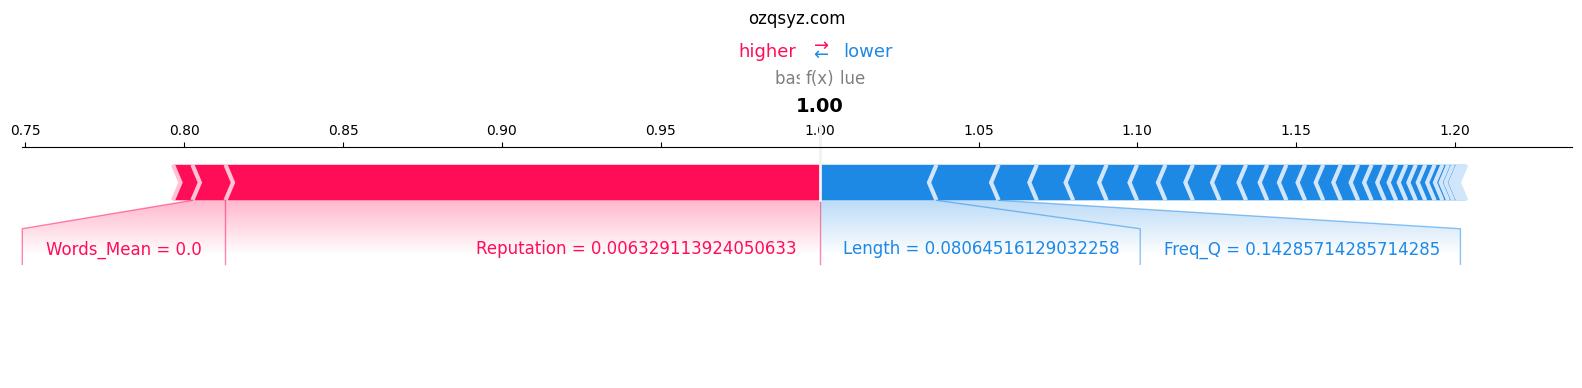 ozqsyz.com
higher ⇄ lower
bas f(x) lue
1.00
0.75 0.80 0.85 0.90 0.95 1.00 1.05 1.10 1.15 1.20
Words_Mean = 0.0 Reputation = 0.006329113924050633 Length = 0.08064516129032258 Freq_Q = 0.14285714285714285